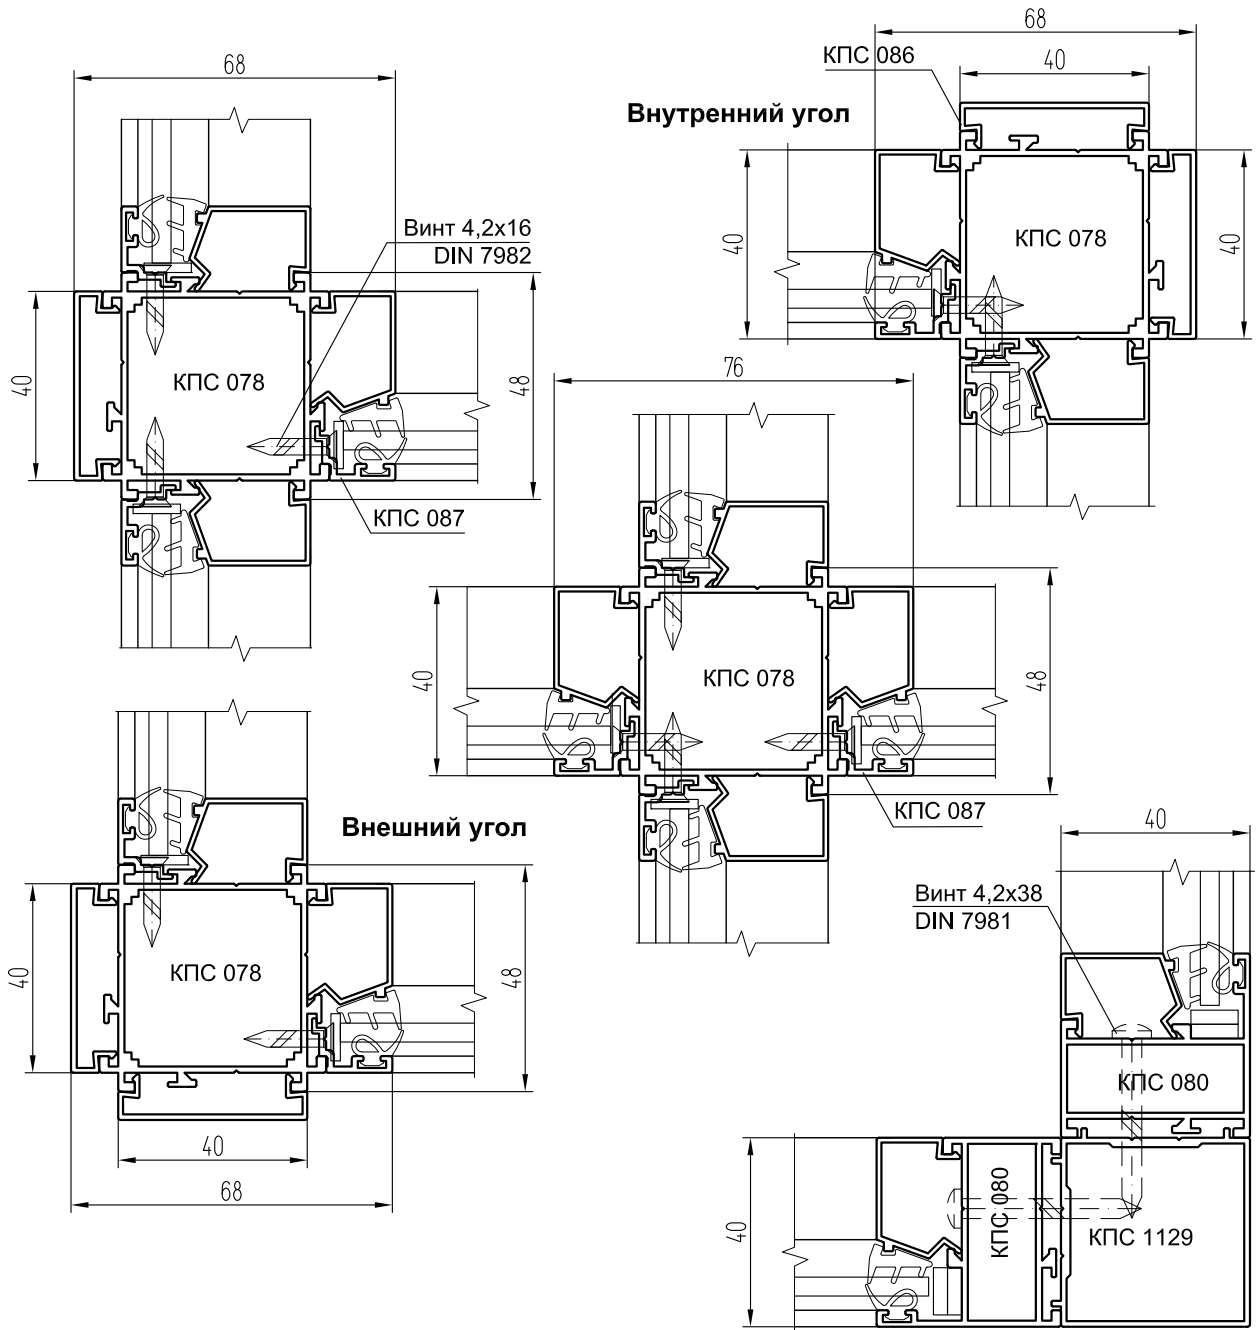 68
Винт 4,2х16
DIN 7982
40
КПС 078
48
КПС 087
68
КПС 086
40
Внутренний угол
40
КПС 078
40
76
40
КПС 078
48
КПС 087
Внешний угол
40
КПС 078
48
40
68
40
Винт 4,2х38
DIN 7981
КПС 080
КПС 080
40
КПС 1129